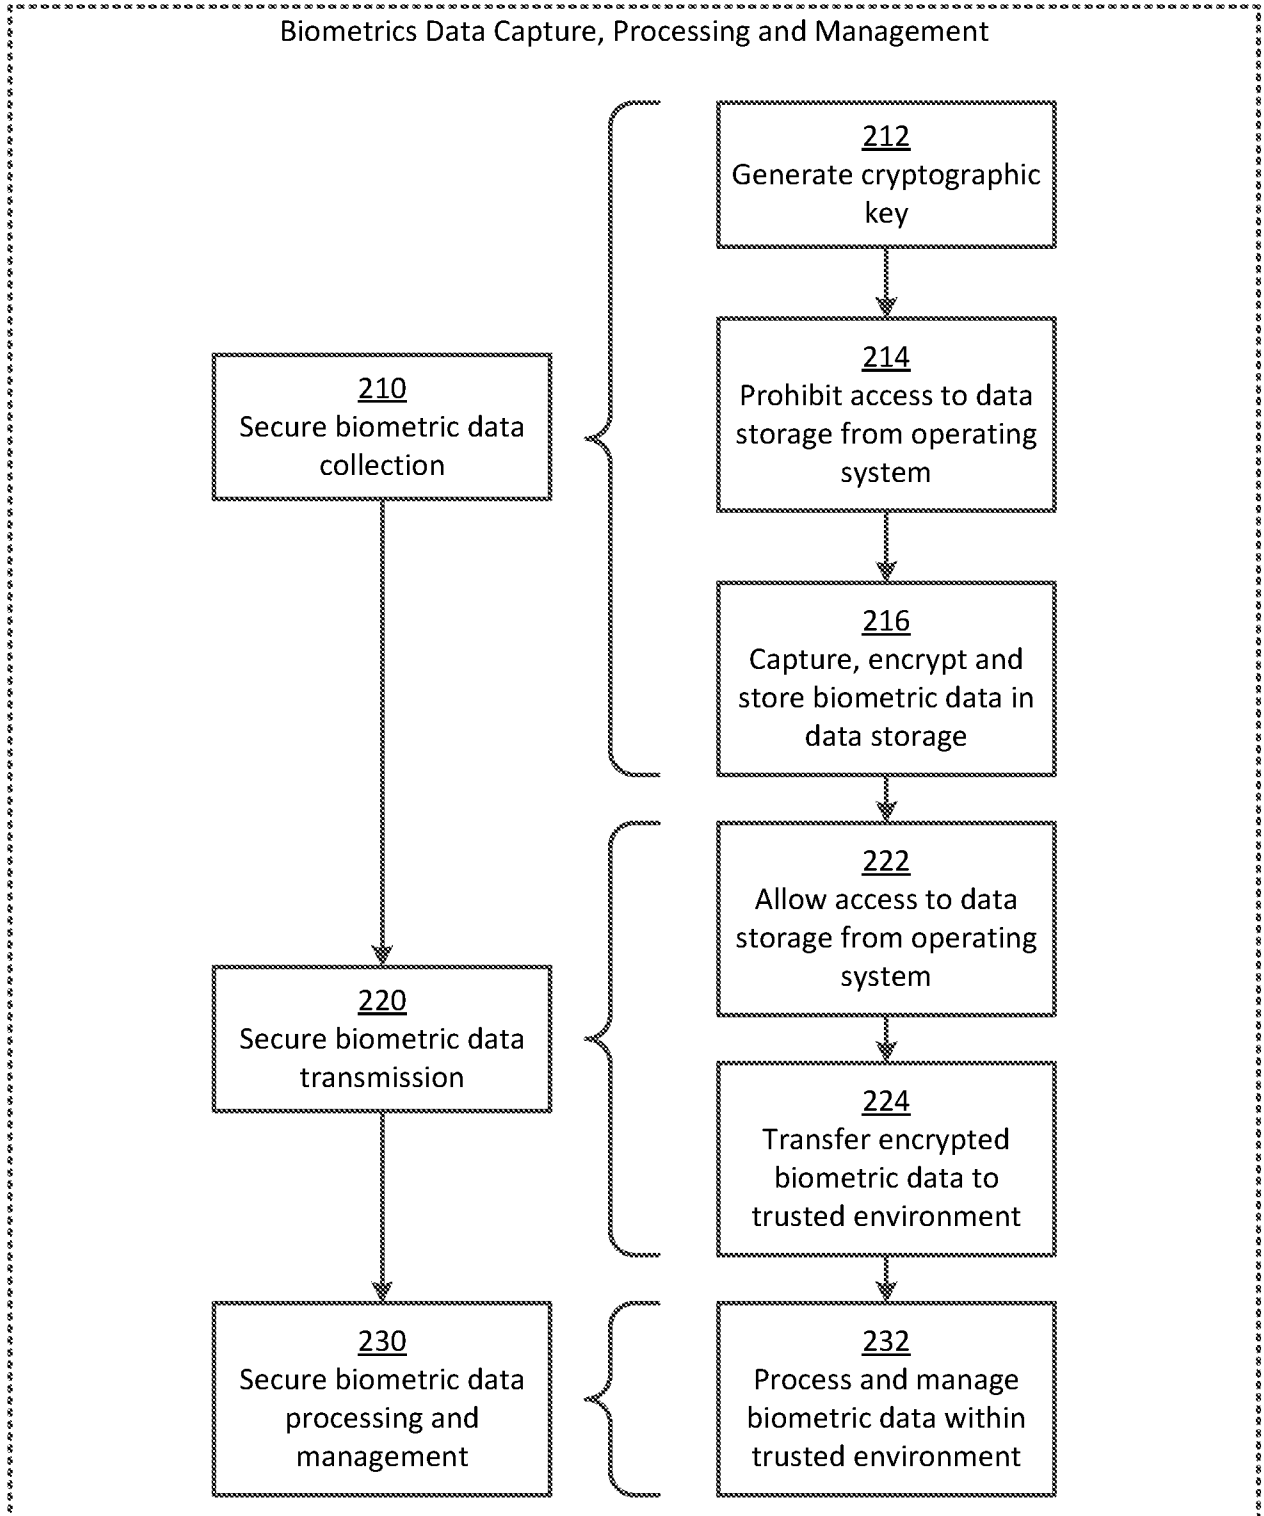 Biometrics Data Capture, Processing and Management
212
Generate cryptographic
key
214
Prohibit access to data
storage from operating
system
210
Secure biometric data
collection
216
Capture, encrypt and
store biometric data in
data storage
222
Allow access to data
storage from operating
system
220
Secure biometric data
transmission
224
Transfer encrypted
biometric data to
trusted environment
230
Secure biometric data
processing and
management
232
Process and manage
biometric data within
trusted environment